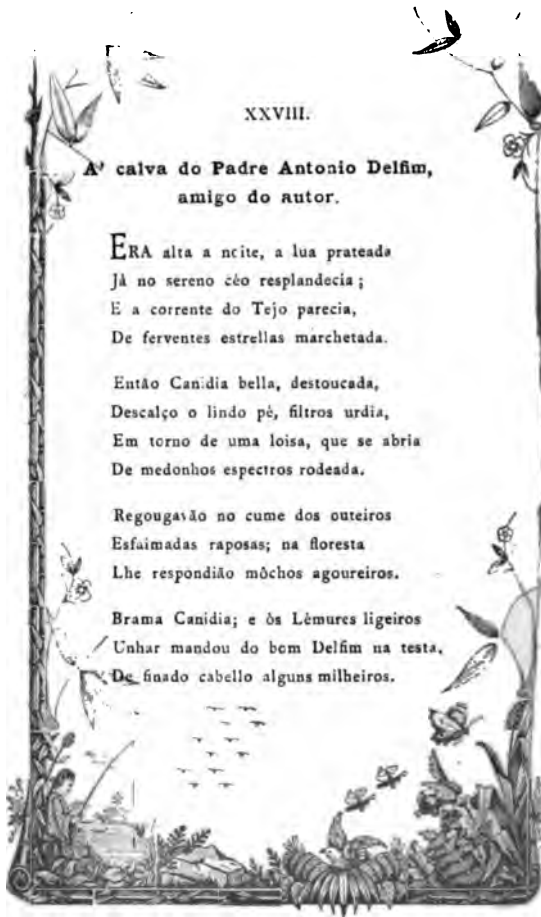 XXVIII.
A' calva do Padre Antonio Delfim,
amigo do autor.
ERA alta a noite, a lua prateada
Já no sereno céo resplandecia;
E a corrente do Tejo parecia,
De ferventes estrellas marchetada.
Então Canidia bella, destoucada,
Descalço o lindo pé, filtros urdia,
Em torno de uma loisa, que se abria
De medonhos espectros rodeada.
Regougavão no cume dos outeiros
Esfaimadas raposas; na floresta
Lhe respondião môchos agoureiros.
Brama Canidia; e òs Lémures ligeiros
Unhar mandou do bom Delfim na testa,
De finado cabello alguns milheiros.